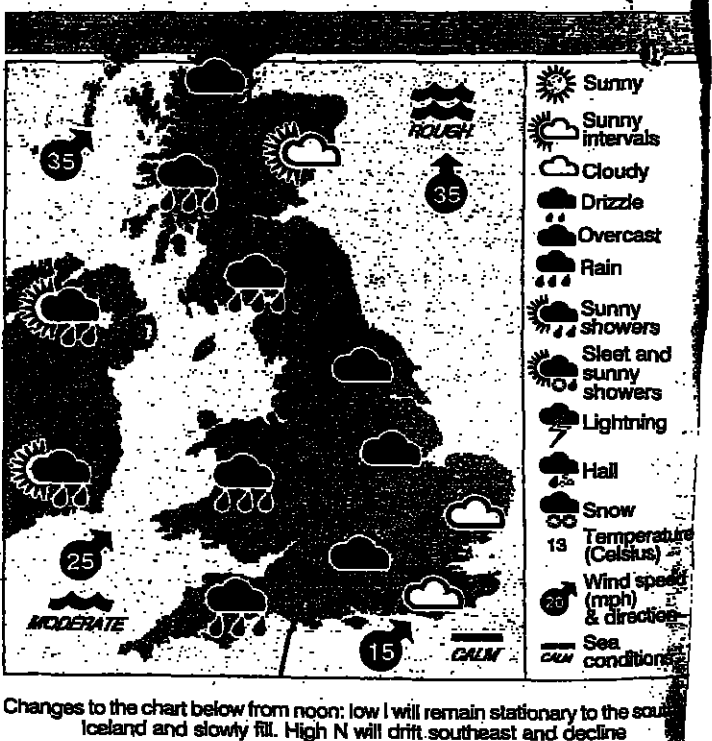 35
ROUGH
35
25
MODERATE
15
CALM
Sunny
Sunny
intervals
Cloudy
Drizzle
Overcast
Rain
Sunny
showers
Sleet and
sunny
showers
Lightning
Hail
Snow
13 Temperature
(Celsius)
20 Wind speed
(mph)
& direction
CALM Sea
conditions
Changes to the chart below from noon: low I will remain stationary to the
Iceland and slowly fill. High N will drift southeast and decline